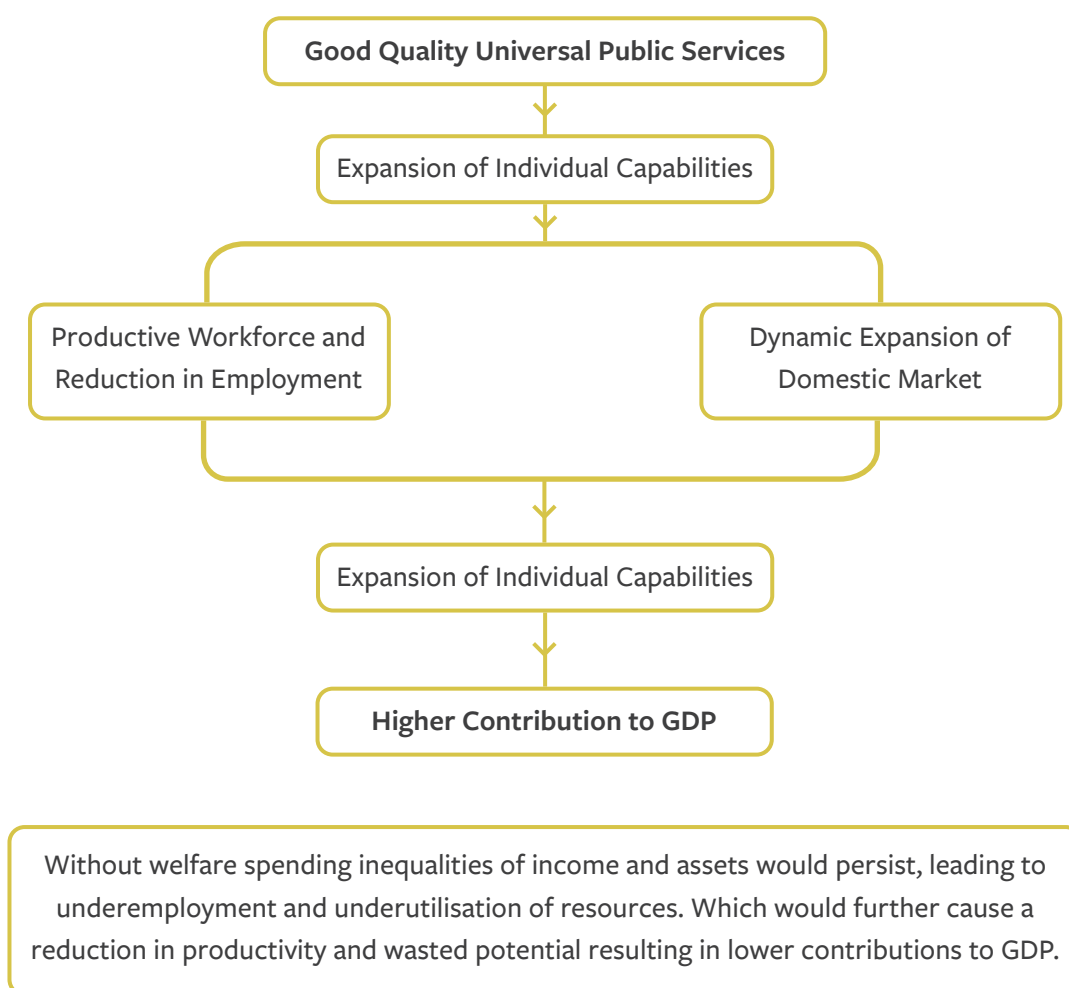 Good Quality Universal Public Services
Expansion of Individual Capabilities
Productive Workforce and
Reduction in Employment
Dynamic Expansion of
Domestic Market
Expansion of Individual Capabilities
Higher Contribution to GDP
Without welfare spending inequalities of income and assets would persist, leading to
underemployment and underutilisation of resources. Which would further cause a
reduction in productivity and wasted potential resulting in lower contributions to GDP.